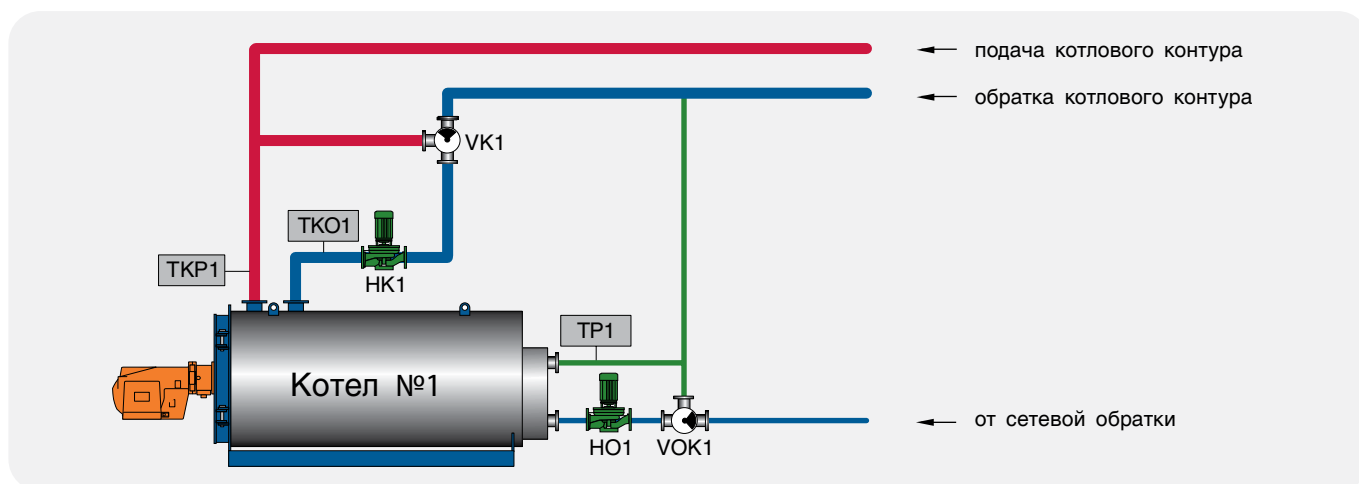 подача котлового контура
обратка котлового контура
VK1
TKO1
TKP1
HK1
TP1
Котел №1
от сетевой обратки
HO1
VOK1